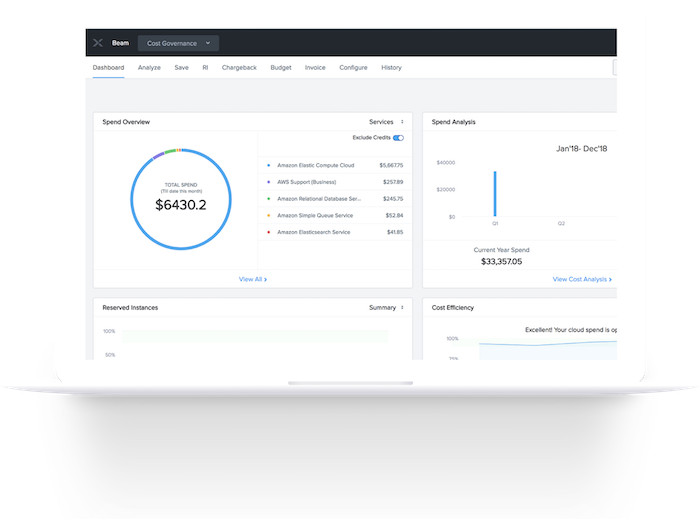 Beam Cost Governance
Dashboard Analyze Save RI Chargeback Budget Invoice Configure History
Spend Overview
Services
Exclude Credits
TOTAL SPEND
(Till date this month)
$6430.2
Amazon Elastic Compute Cloud $5,667.75
AWS Support (Business) $257.89
Amazon Relational Database Ser... $245.75
Amazon Simple Queue Service $52.84
Amazon Elasticsearch Service $41.85
View All
Spend Analysis
Jan'18- Dec'18
$40000
$20000
$0
Q1 Q2
Current Year Spend
$33,357.05
View Cost Analysis
Reserved Instances
Summary
100%
90%
Cost Efficiency
Excellent! Your cloud spend is op
100%
75%